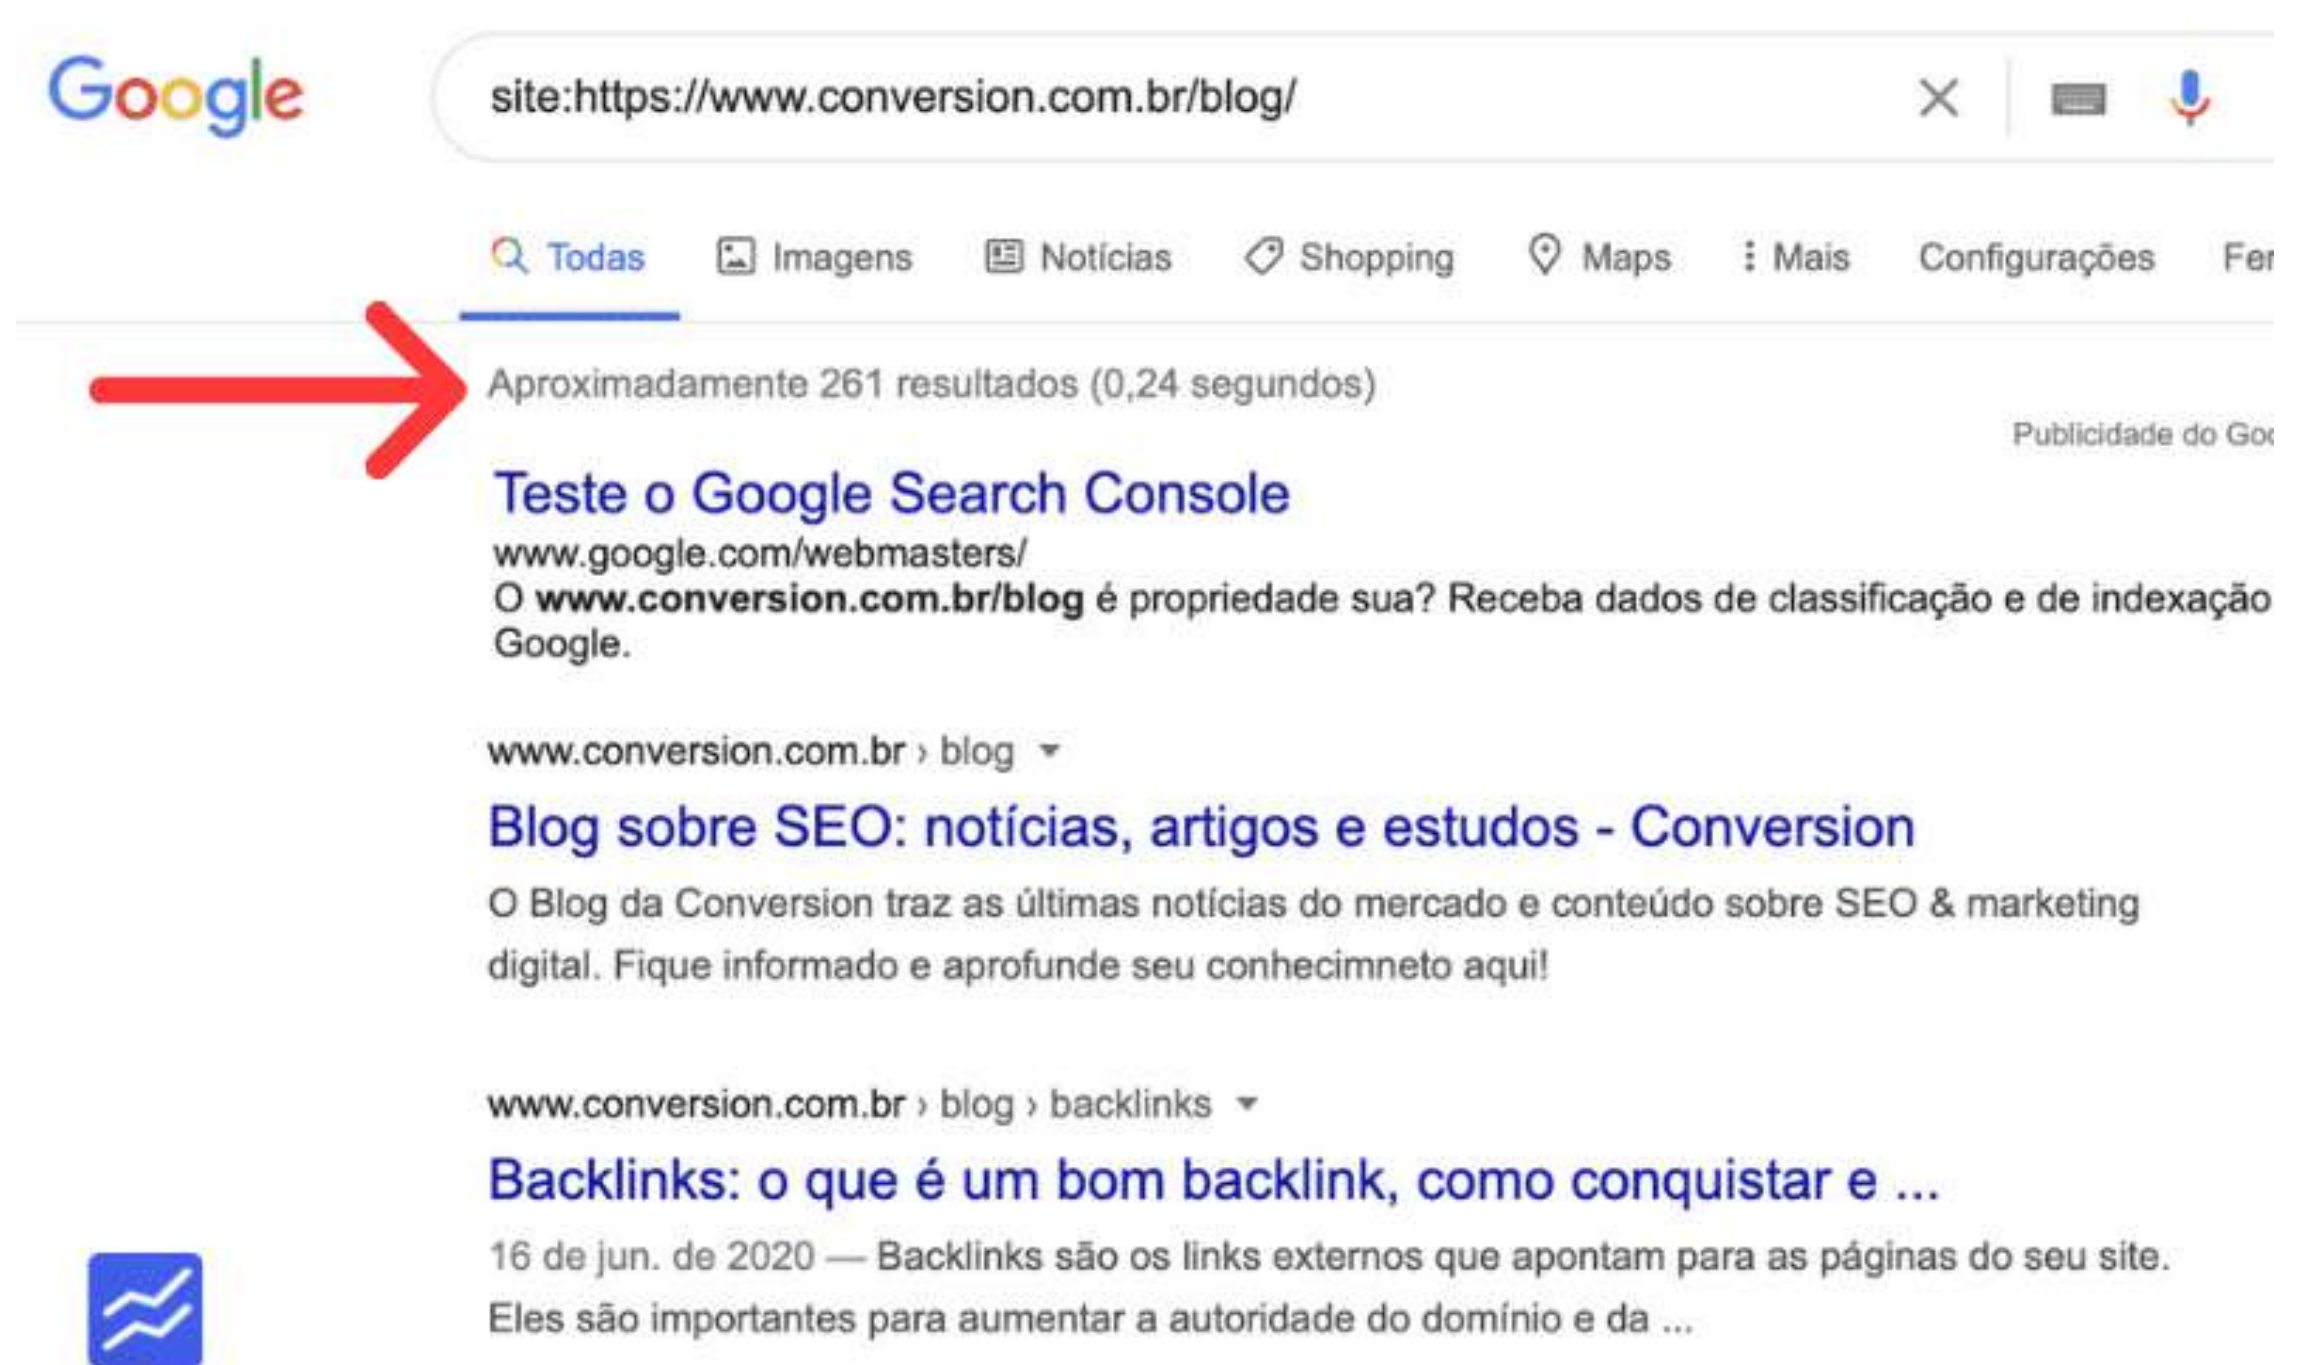 Google
site:https://www.conversion.com.br/blog/
Todas Imagens Notícias Shopping Maps Mais Configurações Fer
Aproximadamente 261 resultados (0,24 segundos)
Publicidade do Goo
Teste o Google Search Console
www.google.com/webmasters/
O www.conversion.com.br/blog é propriedade sua? Receba dados de classificação e de indexação
Google.
www.conversion.com.br › blog
Blog sobre SEO: notícias, artigos e estudos - Conversion
O Blog da Conversion traz as últimas notícias do mercado e conteúdo sobre SEO & marketing
digital. Fique informado e aprofunde seu conhecimneto aqui!
www.conversion.com.br › blog › backlinks
Backlinks: o que é um bom backlink, como conquistar e ...
16 de jun. de 2020 — Backlinks são os links externos que apontam para as páginas do seu site.
Eles são importantes para aumentar a autoridade do domínio e da ...